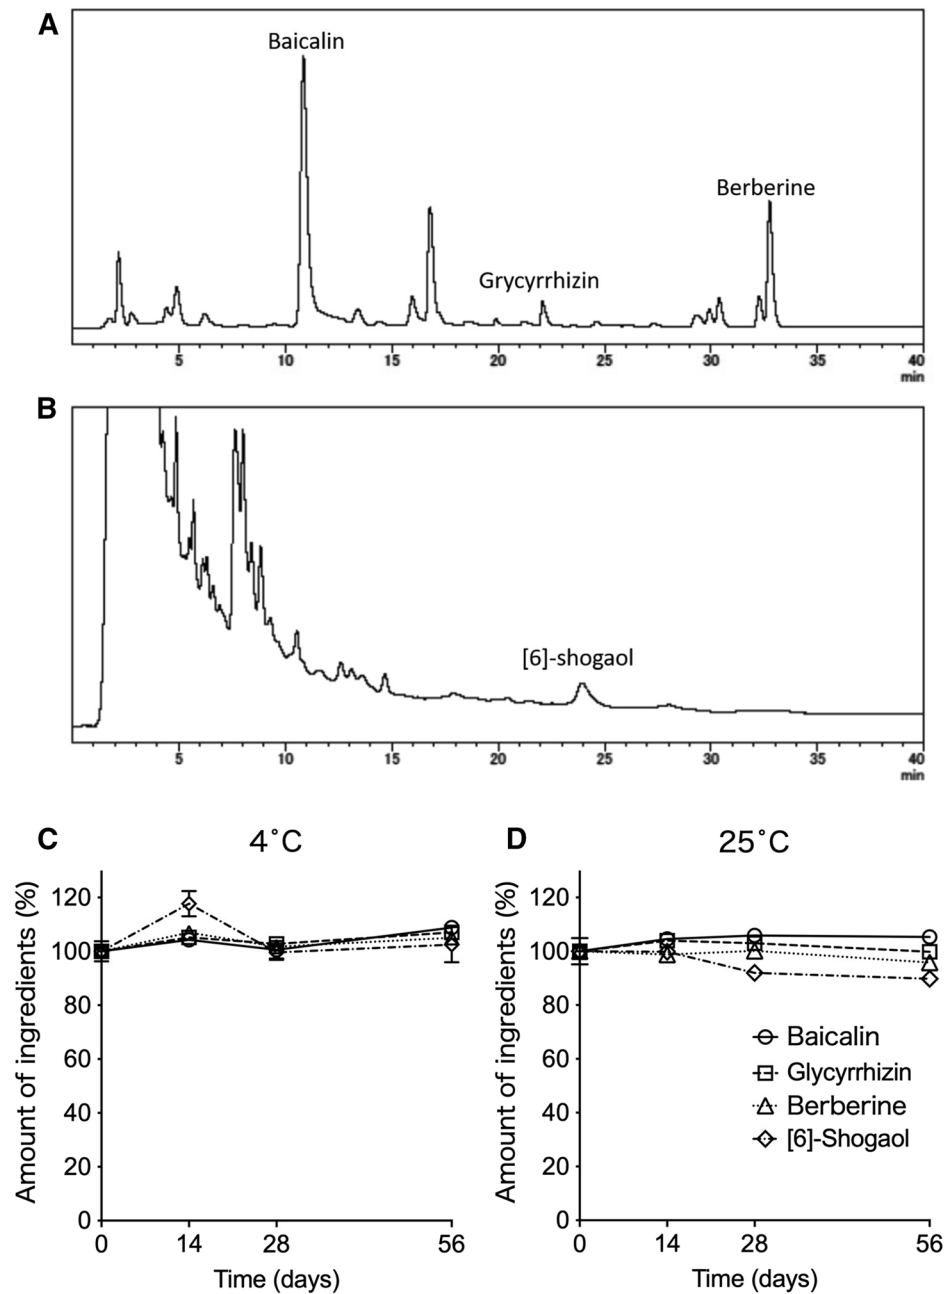 A
Baicalin
Berberine
Grycyrrhizin
5 10 15 20 25 30 35 40
min
B
[6]-shogaol
5 10 15 20 25 30 35 40
min
C
4°C
Amount of ingredients (%)
120
100
80
60
40
20
0
0 14 28 56
Time (days)
D
25°C
Amount of ingredients (%)
120
100
80
60
40
20
0
Baicalin
Glycyrrhizin
Berberine
[6]-Shogaol
0 14 28 56
Time (days)